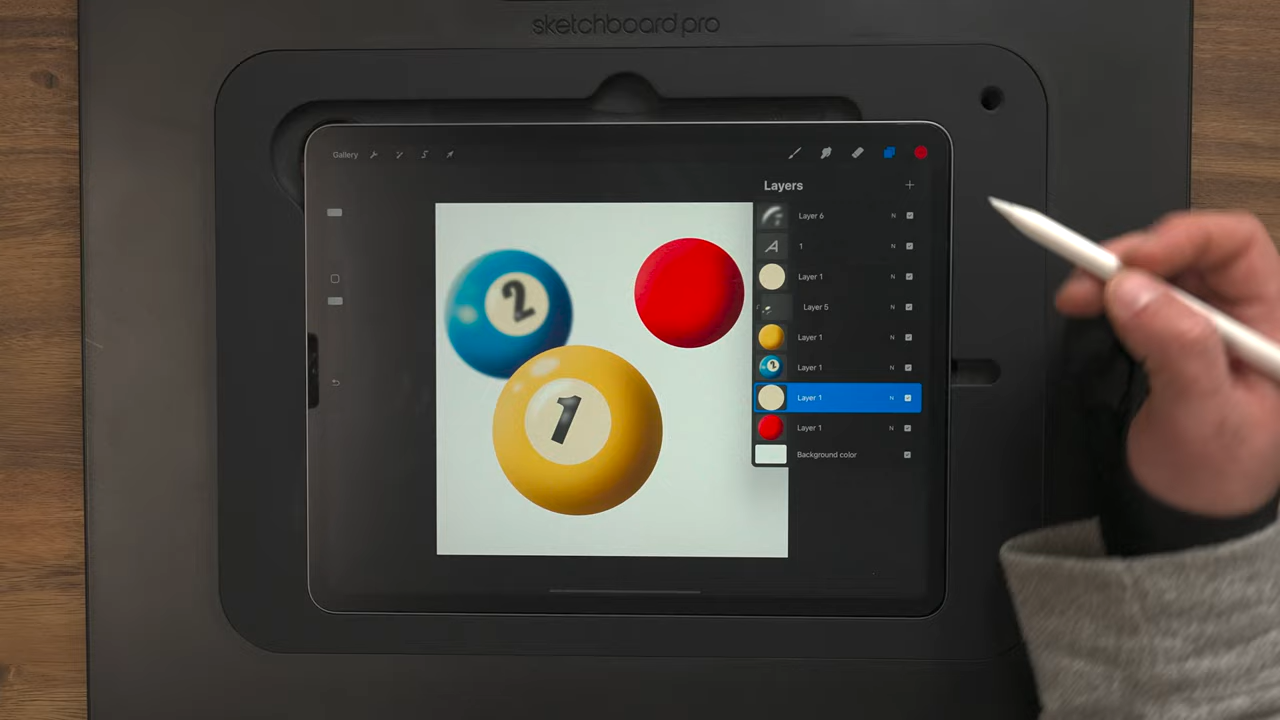 sketchboard pro
Gallery
Layers
Layer 6 N
1 N
Layer 1 N
Layer 5 N
Layer 1 N
Layer 1 N
Layer 1 N
Layer 1 N
Background color
2
1